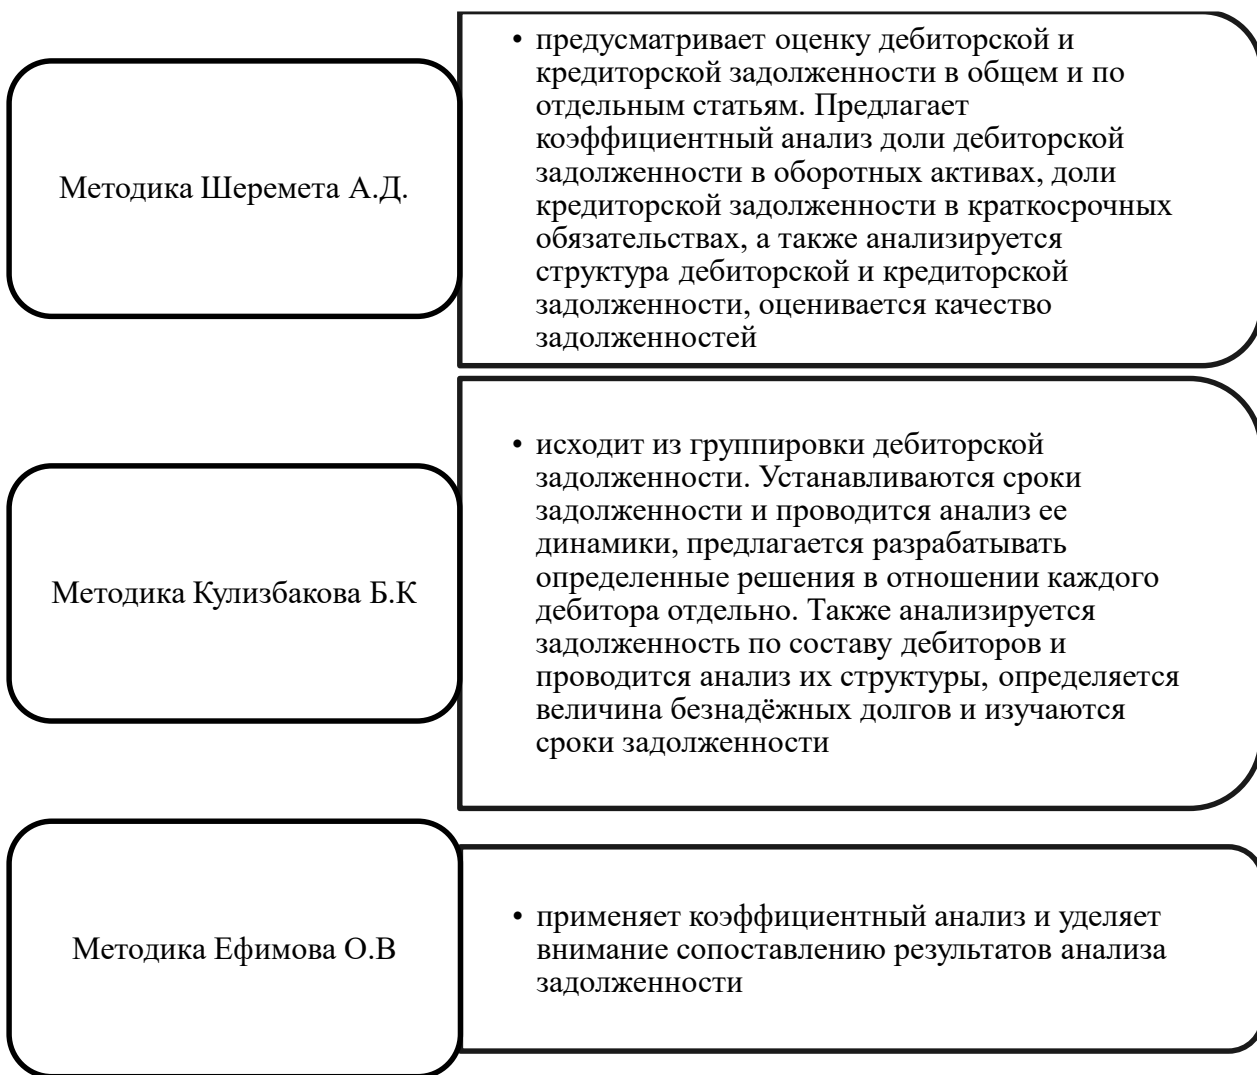 Методика Шеремета А.Д.
• предусматривает оценку дебиторской и
кредиторской задолженности в общем и по
отдельным статьям. Предлагает
коэффициентный анализ доли дебиторской
задолженности в оборотных активах, доли
кредиторской задолженности в краткосрочных
обязательствах, а также анализируется
структура дебиторской и кредиторской
задолженности, оценивается качество
задолженностей
Методика Кулизбакова Б.К
• исходит из группировки дебиторской
задолженности. Устанавливаются сроки
задолженности и проводится анализ ее
динамики, предлагается разрабатывать
определенные решения в отношении каждого
дебитора отдельно. Также анализируется
задолженность по составу дебиторов и
проводится анализ их структуры, определяется
величина безнадёжных долгов и изучаются
сроки задолженности
Методика Ефимова О.В
• применяет коэффициентный анализ и уделяет
внимание сопоставлению результатов анализа
задолженности